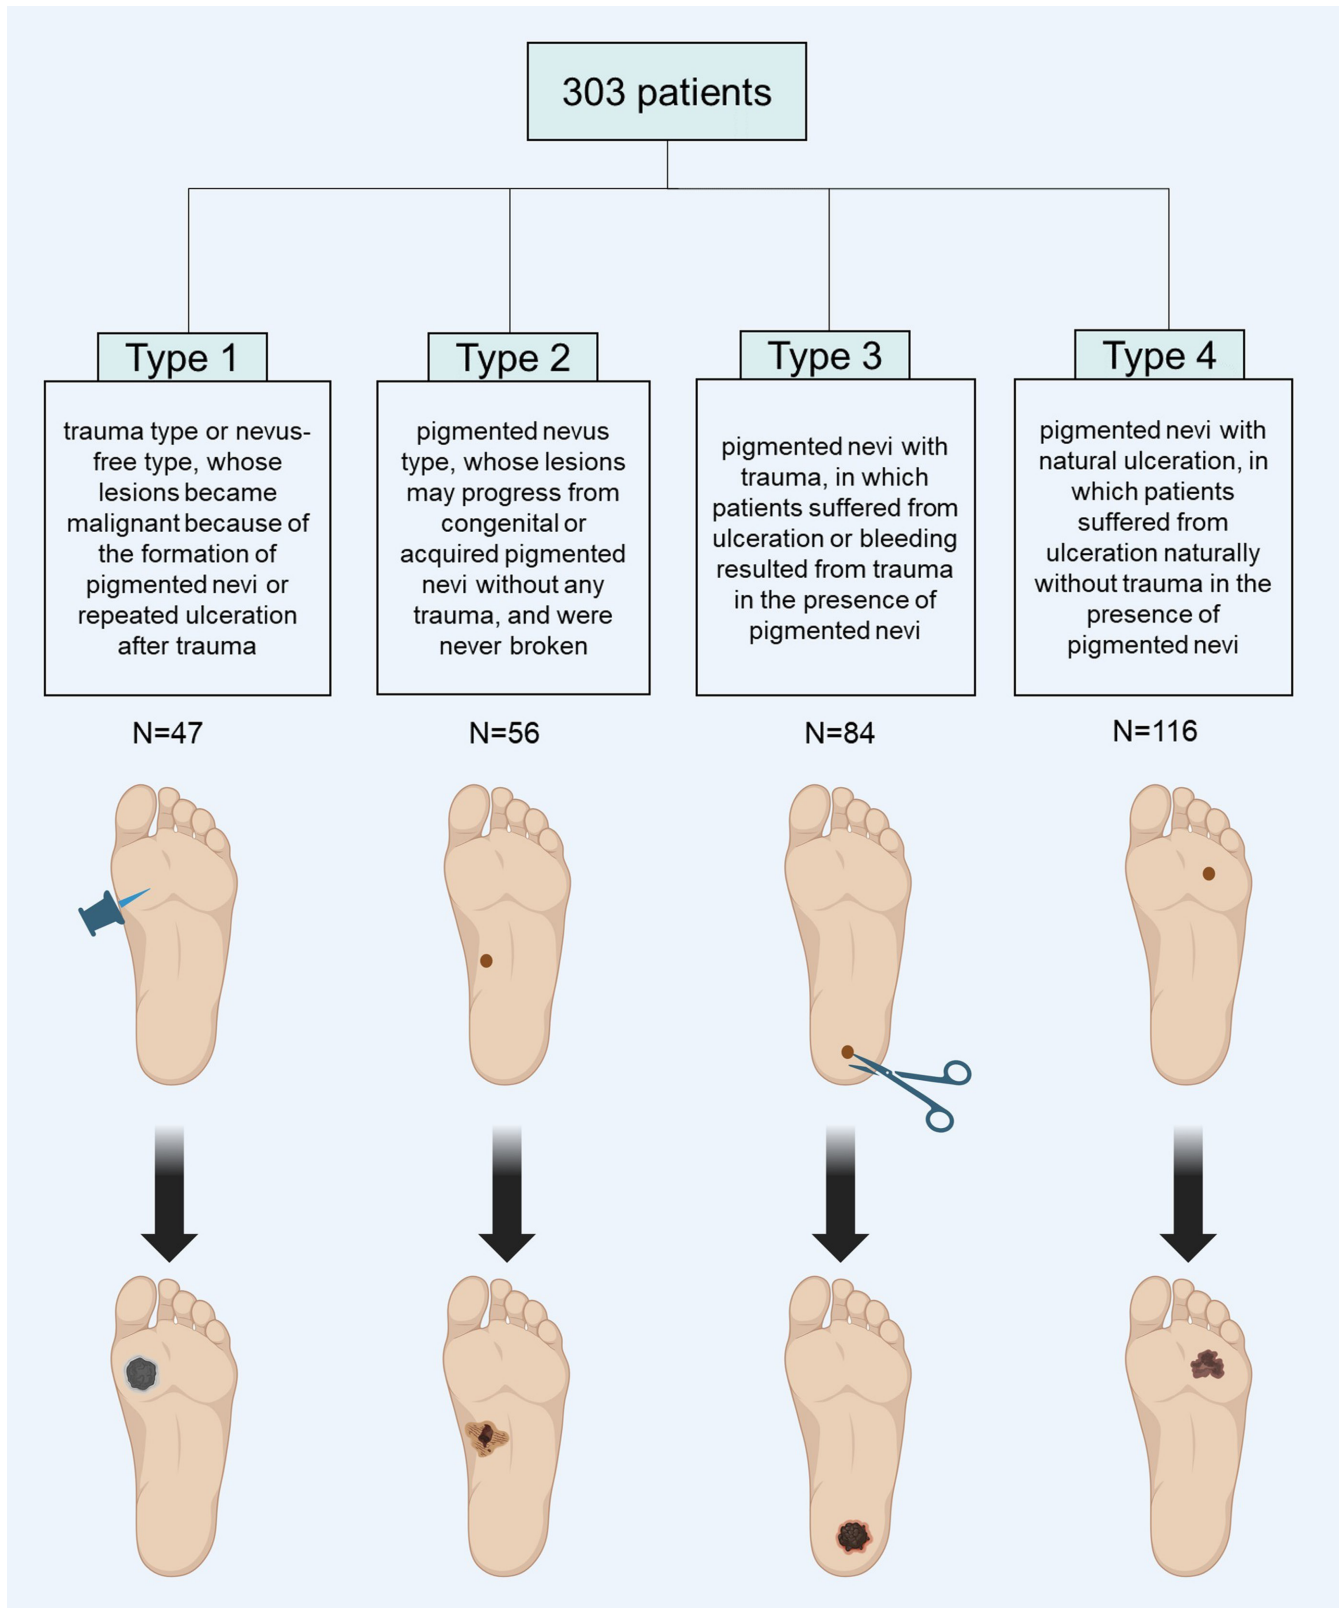 303 patients
Type 1
trauma type or nevus-
free type, whose
lesions became
malignant because of
the formation of
pigmented nevi or
repeated ulceration
after trauma
N=47
Type 2
pigmented nevus
type, whose lesions
may progress from
congenital or
acquired pigmented
nevi without any
trauma, and were
never broken
N=56
Type 3
pigmented nevi with
trauma, in which
patients suffered from
ulceration or bleeding
resulted from trauma
in the presence of
pigmented nevi
N=84
Type 4
pigmented nevi with
natural ulceration, in
which patients
suffered from
ulceration naturally
without trauma in the
presence of
pigmented nevi
N=116